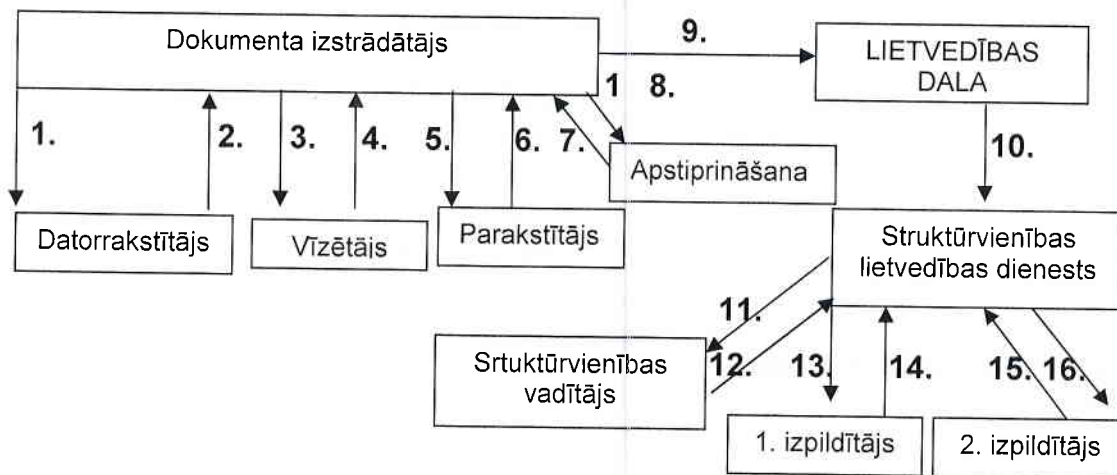 Dokumenta izstrādātājs
9.
LIETVEDĪBAS
DALA
1 8.
1.
2.
3.
4.
5.
6.
7.
10.
Apstiprināšana
Datorrakstītājs
Vīzētājs
Parakstītājs
Struktūrvienības
lietvedības dienests
11.
Srtuktūrvienības
vadītājs
12.
13.
14.
15.
16.
1. izpildītājs
2. izpildītājs